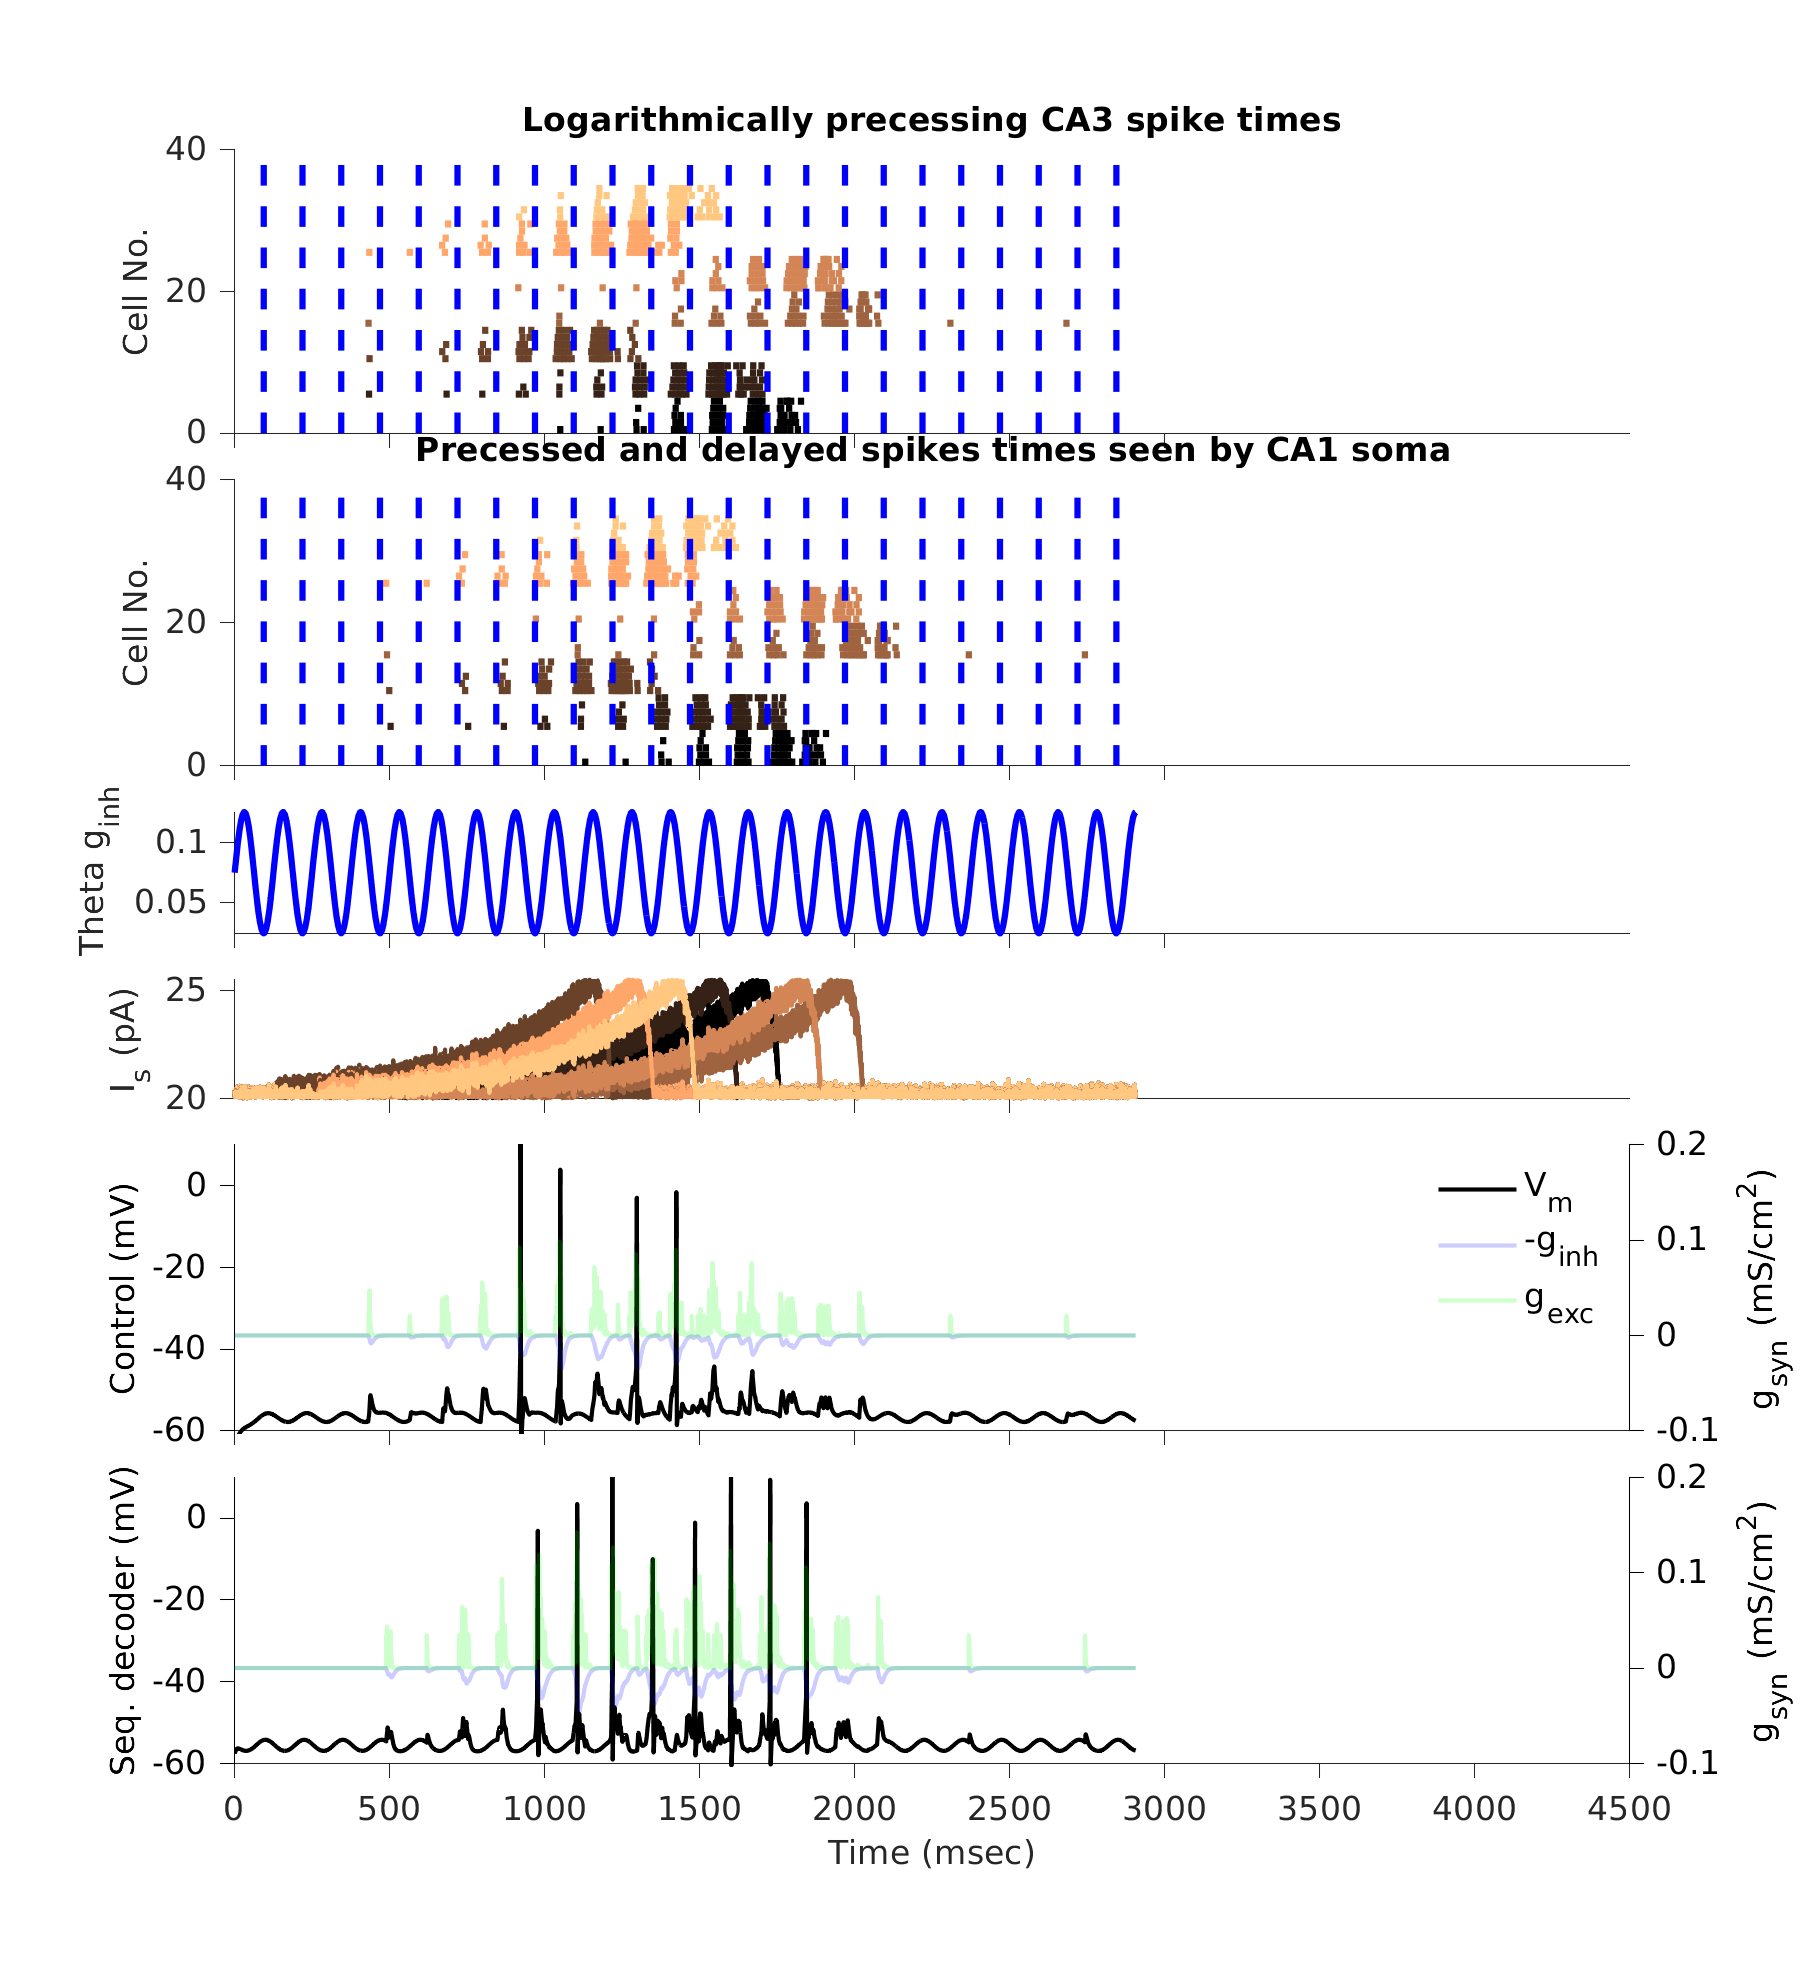 Logarithmically precessing CA3 spike times
40
20
0
Cell No.
Precessed and delayed spikes times seen by CA1 soma
40
20
0
Cell No.
0.1
0.05
Theta g_inh
25
20
I_s (pA)
0
-20
-40
-60
Control (mV)
V_m
-g_inh
g_exc
0.2
0.1
0
-0.1
g_syn (mS/cm^2)
0
-20
-40
-60
Seq. decoder (mV)
0.2
0.1
0
-0.1
g_syn (mS/cm^2)
0 500 1000 1500 2000 2500 3000 3500 4000 4500
Time (msec)